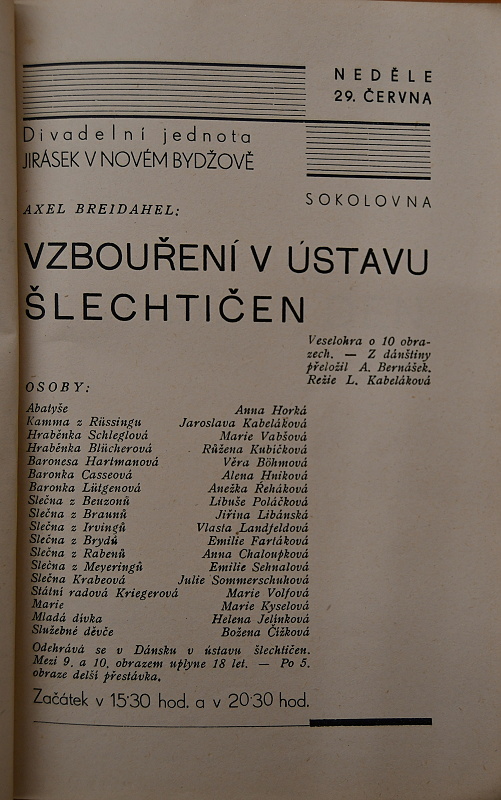 NEDĚLE
29. ČERVNA
Divadelní jednota
JIRÁSEK V NOVÉM BYDŽOVĚ
SOKOLOVNA
AXEL BREIDAHEL:
VZBOUŘENÍ V ÚSTAVU
ŠLECHTIČEN
Veselohra o 10 obra-
zech. — Z dánštiny
přeložil A. Bernášek.
Režie L. Kabeláková
OSOBY:
Abatyše Anna Horká
Kamma z Rüssingu Jaroslava Kabeláková
Hraběnka Schleglová Marie Vabšová
Hraběnka Blücherová Růžena Kubíčková
Baronesa Hartmanová Věra Böhmová
Baronka Casseová Alena Hníková
Baronka Lütgenová Anežka Řeháková
Slečna z Beuzonů Libuše Poláčková
Slečna z Braunů Jiřina Libánská
Slečna z Irvingů Vlasta Landfeldová
Slečna z Brydů Emilie Fartáková
Slečna z Rabenů Anna Chaloupková
Slečna z Meyeringů Emilie Sehnalová
Slečna Krabeová Julie Sommerschuhová
Státní radová Kriegerová Marie Volfová
Marie Marie Kyselová
Mladá dívka Helena Jelínková
Služebné děvče Božena Čížková
Odehrává se v Dánsku v ústavu šlechtičen.
Mezi 9. a 10. obrazem uplyne 18 let. — Po 5.
obraze delší přestávka.
Začátek v 15·30 hod. a v 20·30 hod.